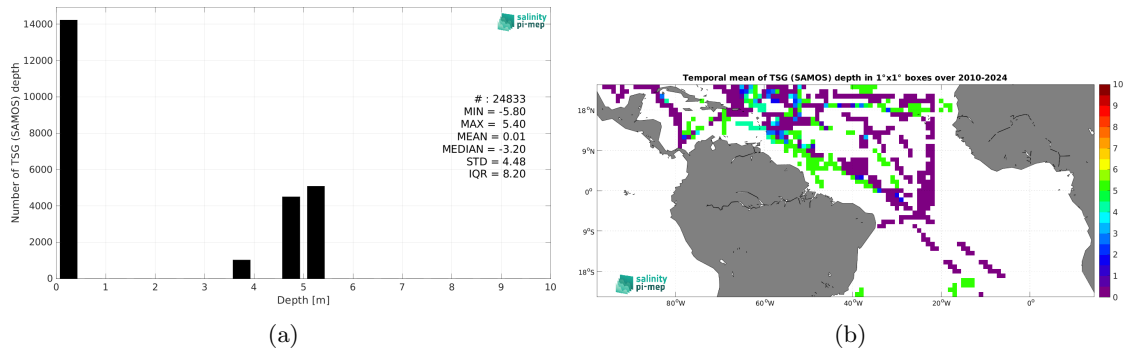 14000
12000
10000
8000
6000
4000
2000
0
Number of TSG (SAMOS) depth
salinity
pi-mep
# : 24833
MIN = -5.80
MAX = 5.40
MEAN = 0.01
MEDIAN = -3.20
STD = 4.48
IQR = 8.20
0 1 2 3 4 5 6 7 8 9 10
Depth [m]
(a)
Temporal mean of TSG (SAMOS) depth in 1°x1° boxes over 2010-2024
18°N
9°N
0°
9°S
18°S
salinity
pi-mep
80°W 60°W 40°W 20°W 0°
10
9
8
7
6
5
4
3
2
1
0
(b)